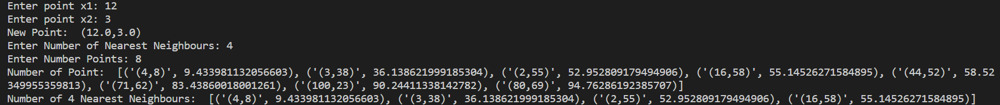 Enter point x1: 12
Enter point x2: 3
New Point:  (12.0,3.0)
Enter Number of Nearest Neighbours: 4
Enter Number Points: 8
Number of Point:  [('(4,8)', 9.433981132056603), ('(3,38)', 36.138621999185304), ('(2,55)', 52.952809179494906), ('(16,58)', 55.14526271584895), ('(44,52)', 58.52
349955359813), ('(71,62)', 83.43860018001261), ('(100,23)', 90.24411338142782), ('(80,69)', 94.76286192385707)]
Number of 4 Nearest Neighbours:  [('(4,8)', 9.433981132056603), ('(3,38)', 36.138621999185304), ('(2,55)', 52.952809179494906), ('(16,58)', 55.14526271584895)]